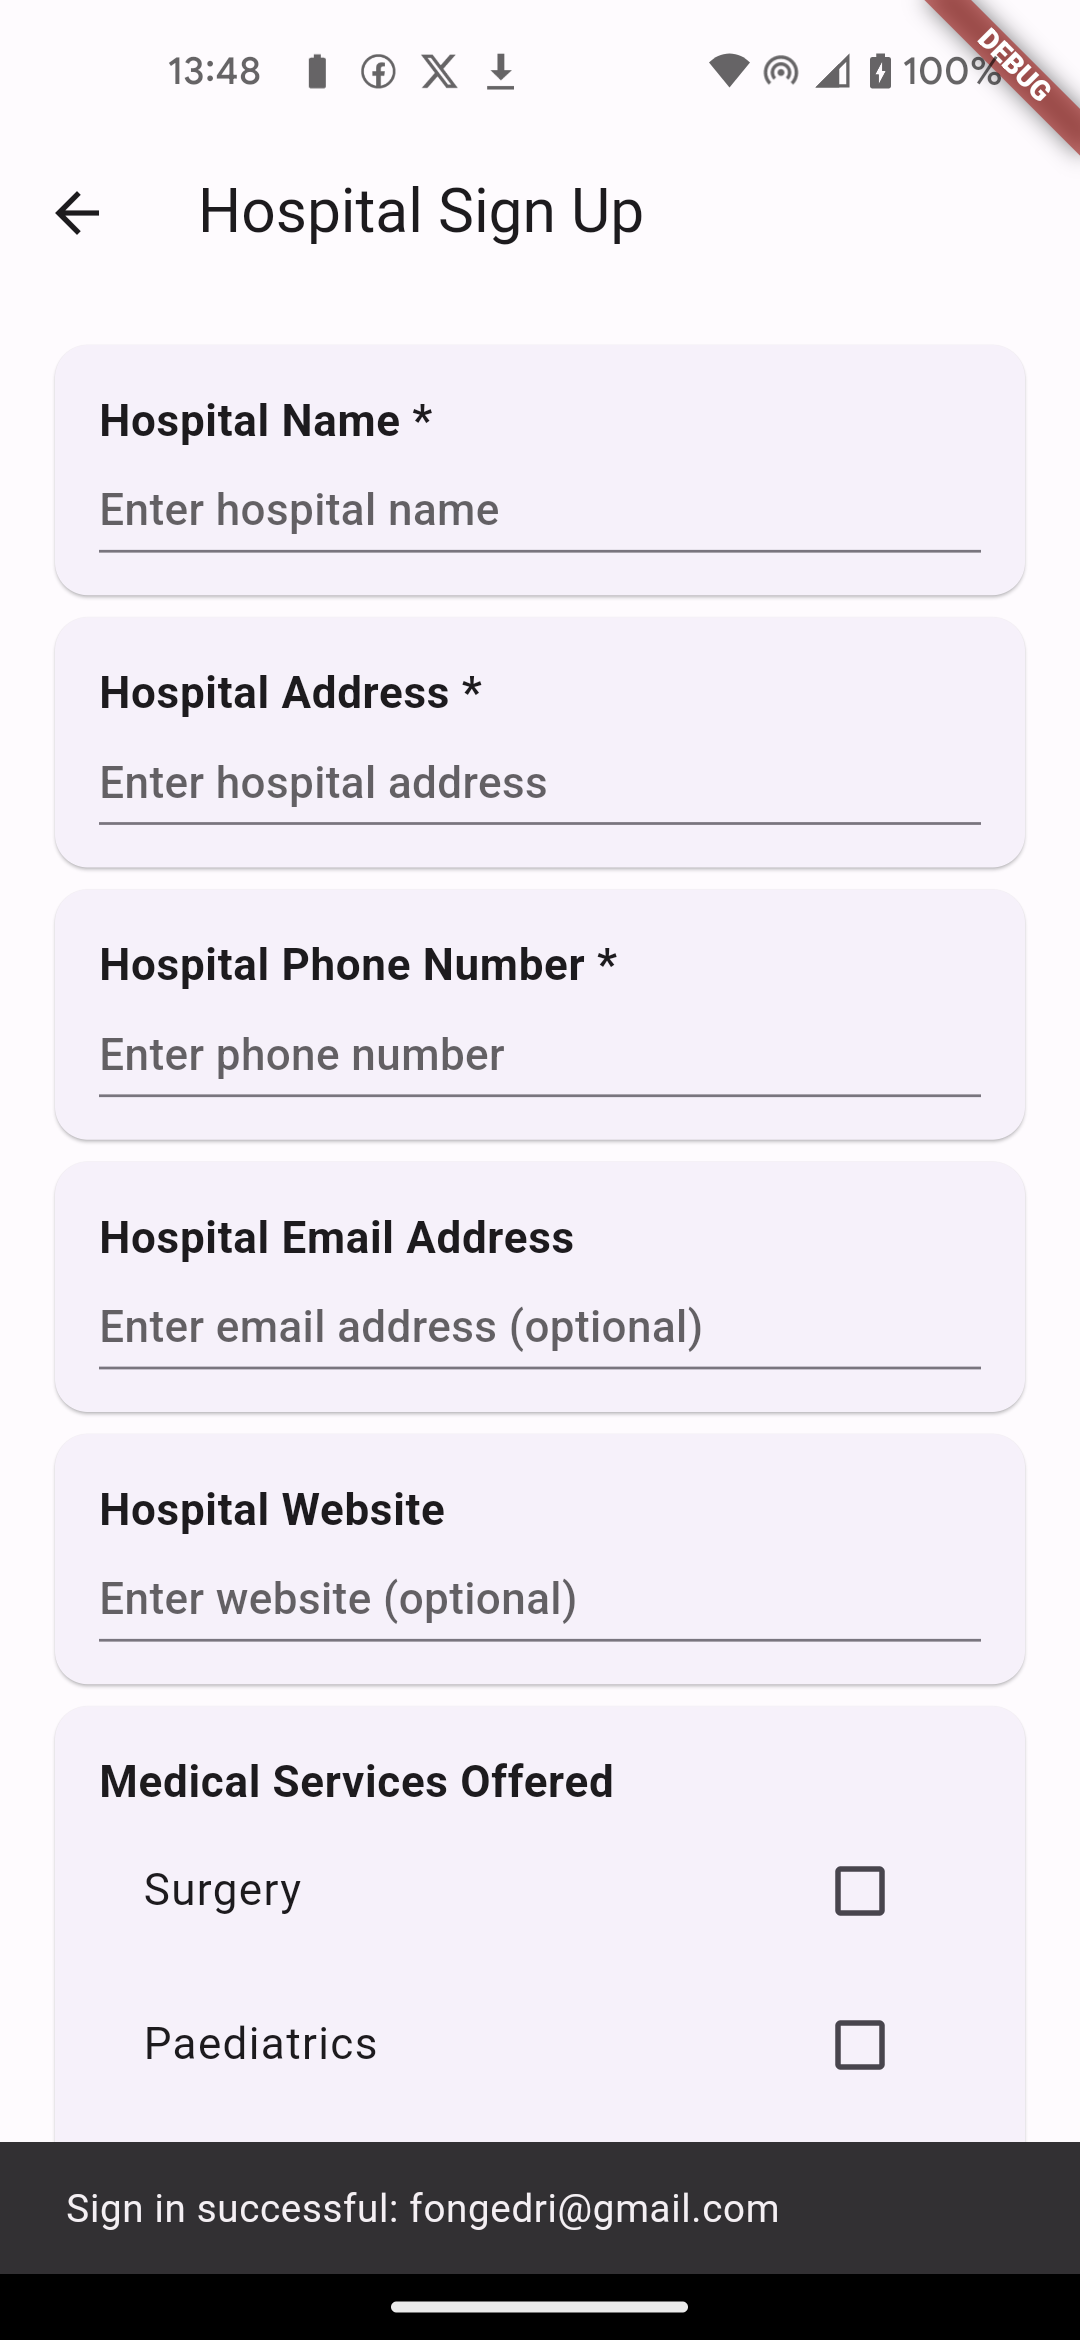 13:48
100%
DEBUG
Hospital Sign Up
Hospital Name *
Enter hospital name
Hospital Address *
Enter hospital address
Hospital Phone Number *
Enter phone number
Hospital Email Address
Enter email address (optional)
Hospital Website
Enter website (optional)
Medical Services Offered
Surgery
Paediatrics
Sign in successful: fongedri@gmail.com